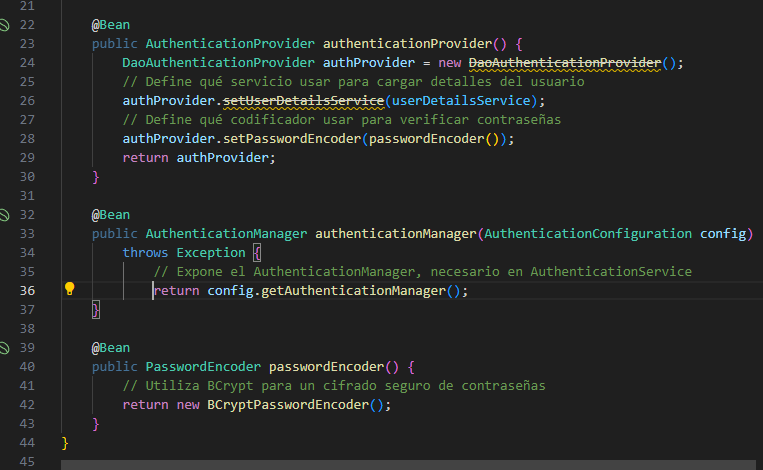 21
22 @Bean
23 public AuthenticationProvider authenticationProvider() {
24 DaoAuthenticationProvider authProvider = new DaoAuthenticationProvider();
25 // Define qué servicio usar para cargar detalles del usuario
26 authProvider.setUserDetailsService(userDetailsService);
27 // Define qué codificador usar para verificar contraseñas
28 authProvider.setPasswordEncoder(passwordEncoder());
29 return authProvider;
30 }
31
32 @Bean
33 public AuthenticationManager authenticationManager(AuthenticationConfiguration config)
34 throws Exception {
35 // Expone el AuthenticationManager, necesario en AuthenticationService
36 return config.getAuthenticationManager();
37 }
38
39 @Bean
40 public PasswordEncoder passwordEncoder() {
41 // Utiliza BCrypt para un cifrado seguro de contraseñas
42 return new BCryptPasswordEncoder();
43 }
44 }
45